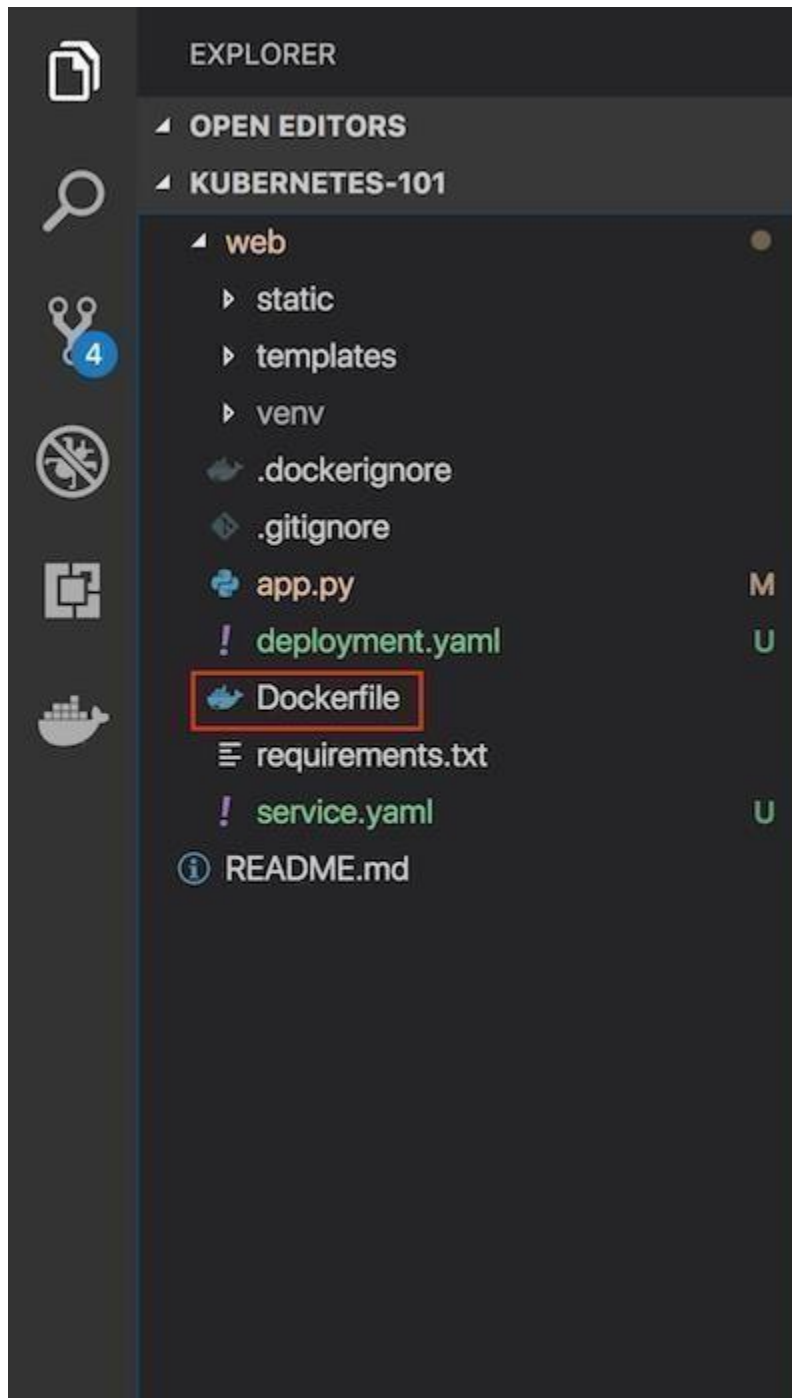 EXPLORER
OPEN EDITORS
KUBERNETES-101
web
static
templates
4
venv
.dockerignore
.gitignore
app.py M
deployment.yaml U
Dockerfile
requirements.txt
service.yaml U
README.md